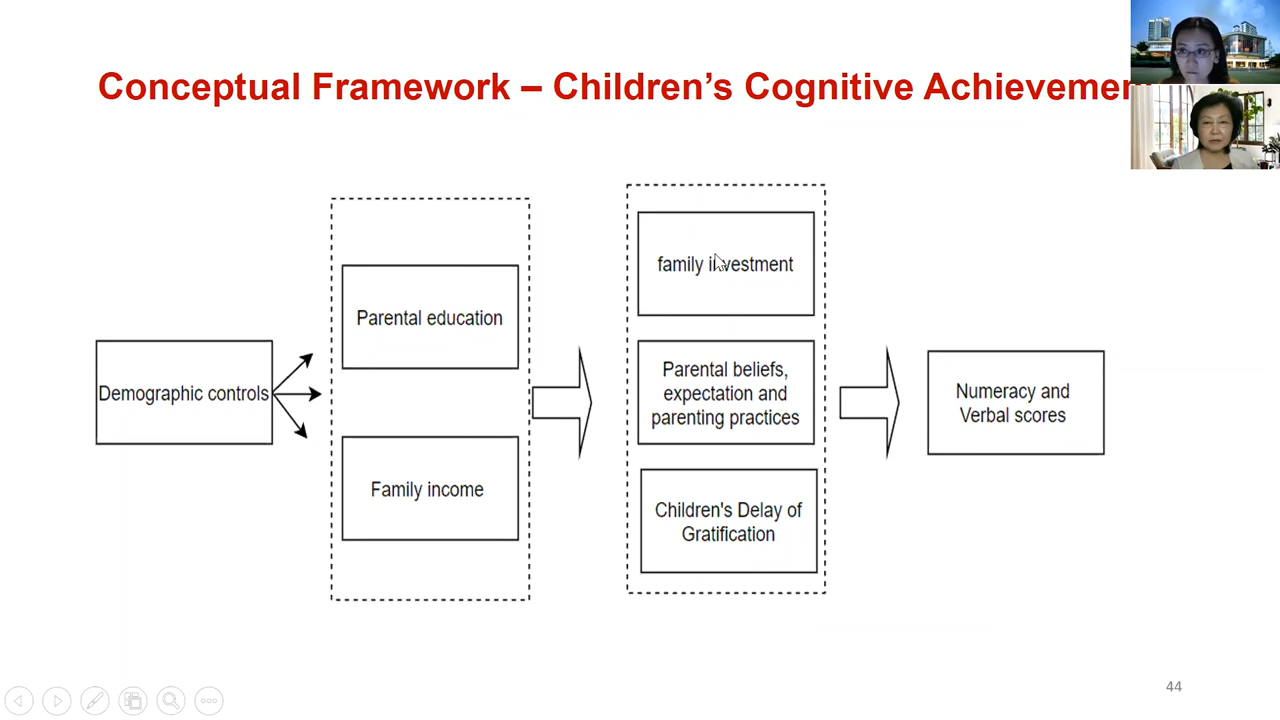 Conceptual Framework – Children's Cognitive Achievemen
family investment
Parental education
Parental beliefs,
expectation and
parenting practices
Demographic controls
Numeracy and
Verbal scores
Family income
Children's Delay of
Gratification
44